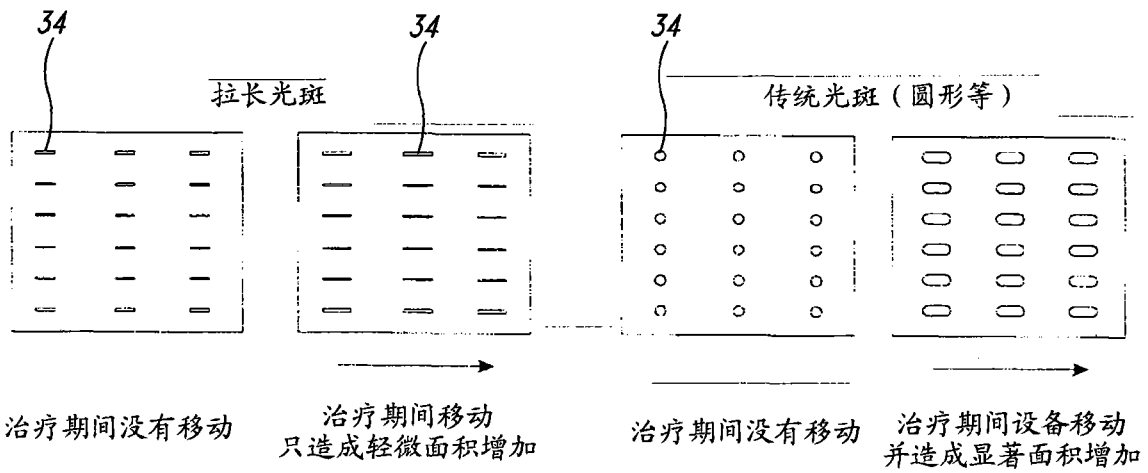 34
34
34
拉长光斑
传统光斑（圆形等）
治疗期间没有移动
治疗期间移动
只造成轻微面积增加
治疗期间没有移动
治疗期间设备移动
并造成显著面积增加